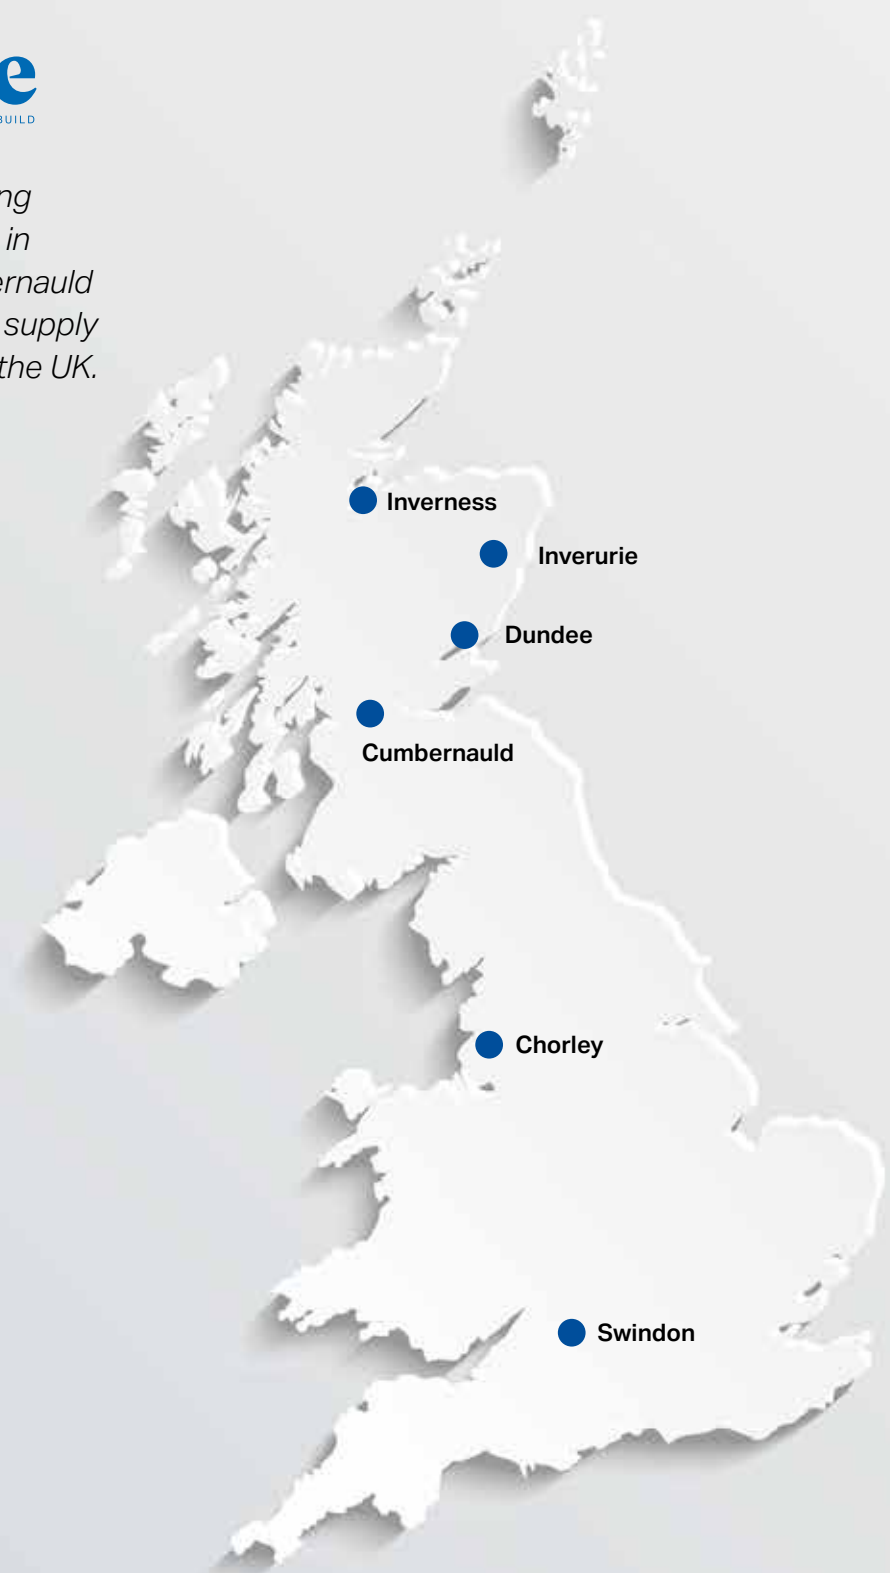 e
BUILD
ng
in
ernauld
supply
the UK.
Inverness
Inverurie
Dundee
Cumbernauld
Chorley
Swindon